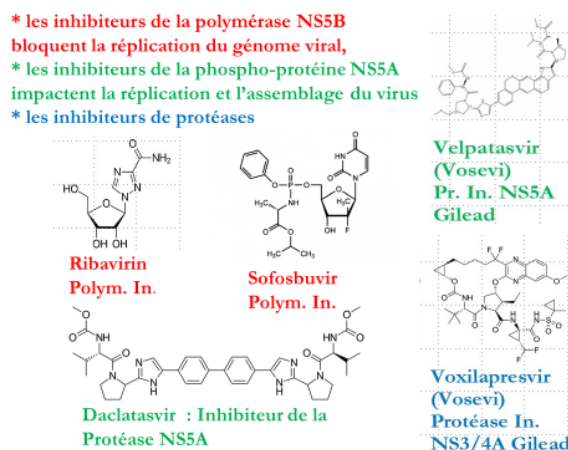 * les inhibiteurs de la polymérase NS5B
bloquent la réplication du génome viral,
* les inhibiteurs de la phospho-protéine NS5A
impactent la réplication et l'assemblage du virus
* les inhibiteurs de protéases
Velpatasvir
(Vosevi)
Pr. In. NS5A
Gilead
Ribavirin
Polym. In.
Sofosbuvir
Polym. In.
Daclatasvir : Inhibiteur de la
Protéase NS5A
Voxilapresvir
(Vosevi)
Protéase In.
NS3/4A Gilead